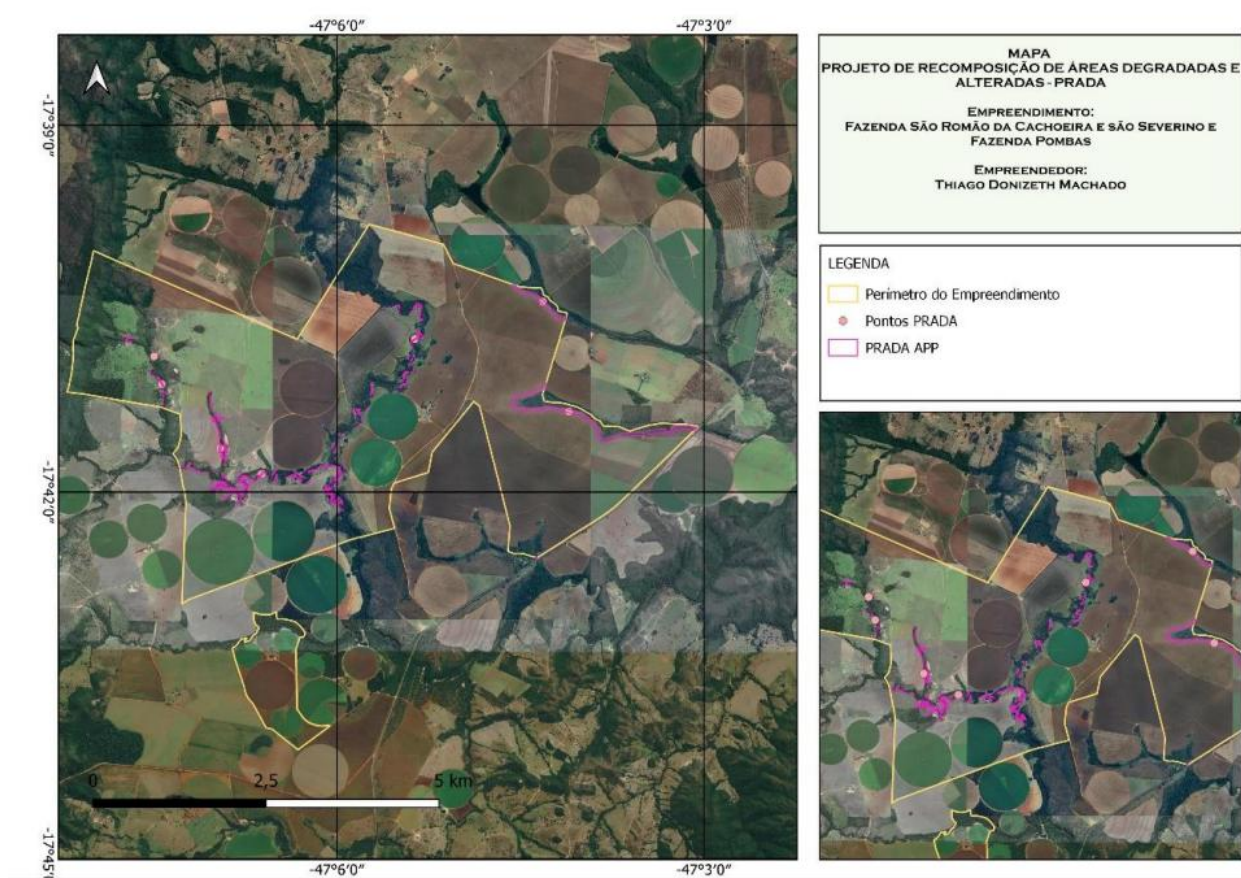 -47°6'0"
-47°3'0"
-17°39'0"
-17°42'0"
-17°45'0
0
2,5
5 km
-47°6'0"
-47°3'0"
MAPA
PROJETO DE RECOMPOSIÇÃO DE ÁREAS DEGRADADAS E
ALTERADAS - PRADA
EMPREENDIMENTO:
FAZENDA SÃO ROMÃO DA CACHOEIRA E SÃO SEVERINO E
FAZENDA POMBAS
EMPREENDEDOR:
THIAGO DONIZETH MACHADO
LEGENDA
Perímetro do Empreendimento
Pontos PRADA
PRADA APP